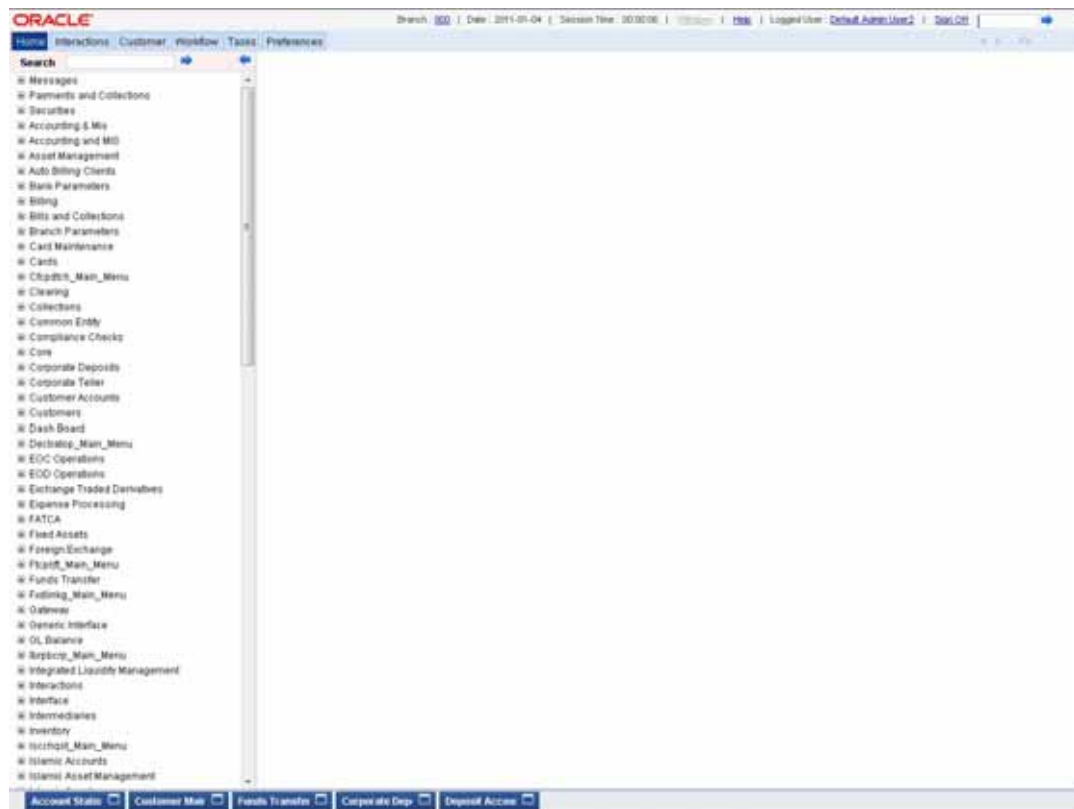 ORACLE
Branch : 000 | Date : 2011-01-04 | Session Time : 00:00:06 | Help | Logged User : Default Admin User2 | Sign Off
Home Interactions Customer Workflow Tasks Preferences
Search
Messages
Payments and Collections
Securities
Accounting & Mis
Accounting and MIS
Asset Management
Auto Billing Clients
Bank Parameters
Billing
Bills and Collections
Branch Parameters
Card Maintenance
Cards
Clearing
Collections
Common Entity
Compliance Checks
Core
Corporate Deposits
Corporate Teller
Customer Accounts
Customers
Dash Board
EOC Operations
EOD Operations
Exchange Traded Derivatives
Expense Processing
FATCA
Fixed Assets
Foreign Exchange
Funds Transfer
Gateway
Generic Interface
GL Balance
Integrated Liquidity Management
Interactions
Interface
Intermediaries
Inventory
Islamic Accounts
Islamic Asset Management
Account Statu Customer Main Funds Transfer Corporate Dep Deposit Accou